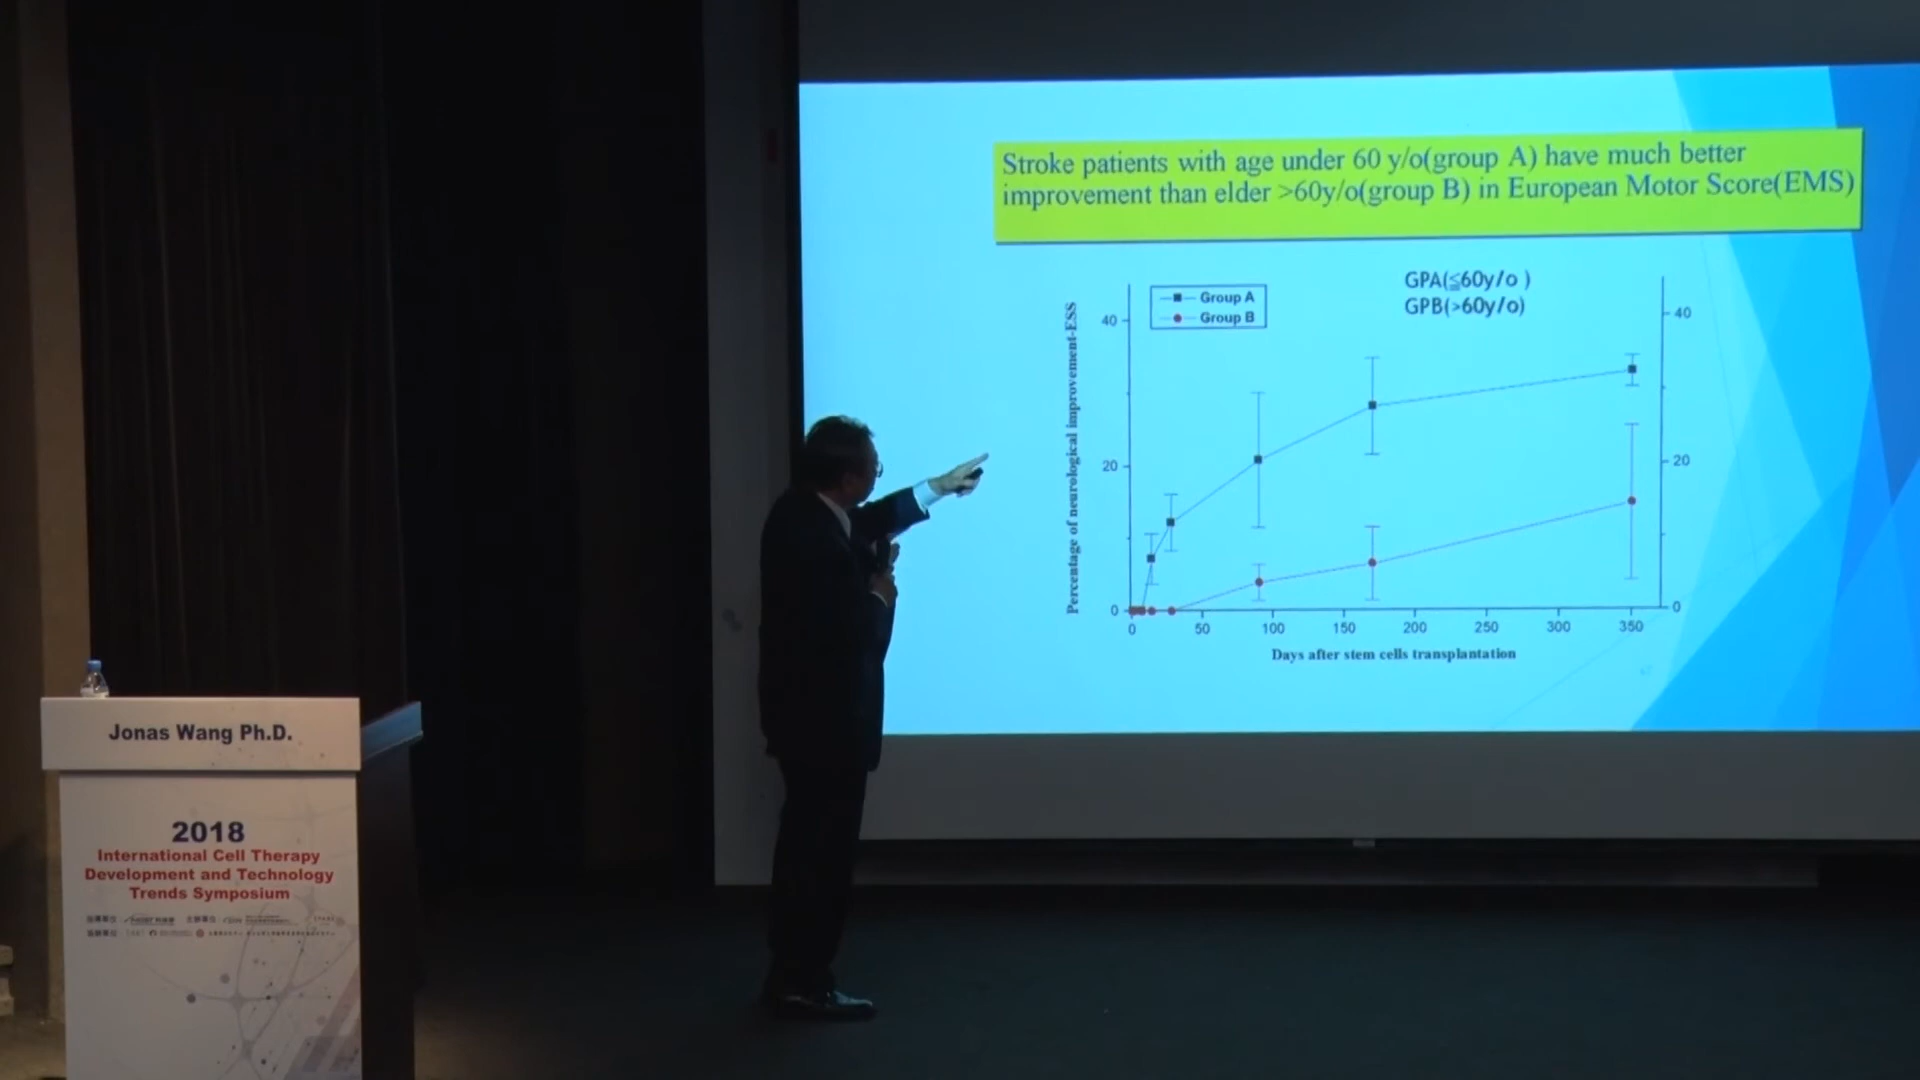 Stroke patients with age under 60 y/o(group A) have much better
improvement than elder >60y/o(group B) in European Motor Score(EMS)
GPA(≦60y/o )
GPB(>60y/o)
Group A
Group B
Percentage of neurological improvement-ESS
40
20
0
40
20
0
0 50 100 150 200 250 300 350
Days after stem cells transplantation
Jonas Wang Ph.D.
2018
International Cell Therapy
Development and Technology
Trends Symposium